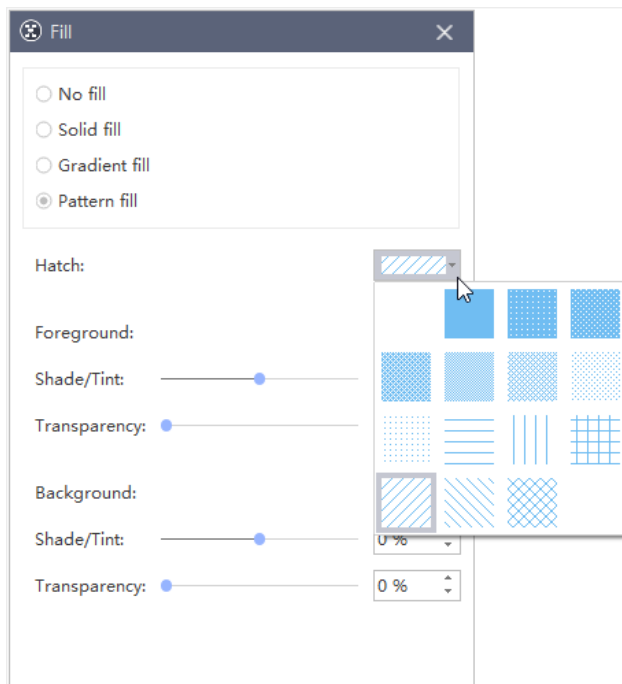 Fill
No fill
Solid fill
Gradient fill
Pattern fill
Hatch:
Foreground:
Shade/Tint:
Transparency:
Background:
Shade/Tint:
0 %
Transparency:
0 %